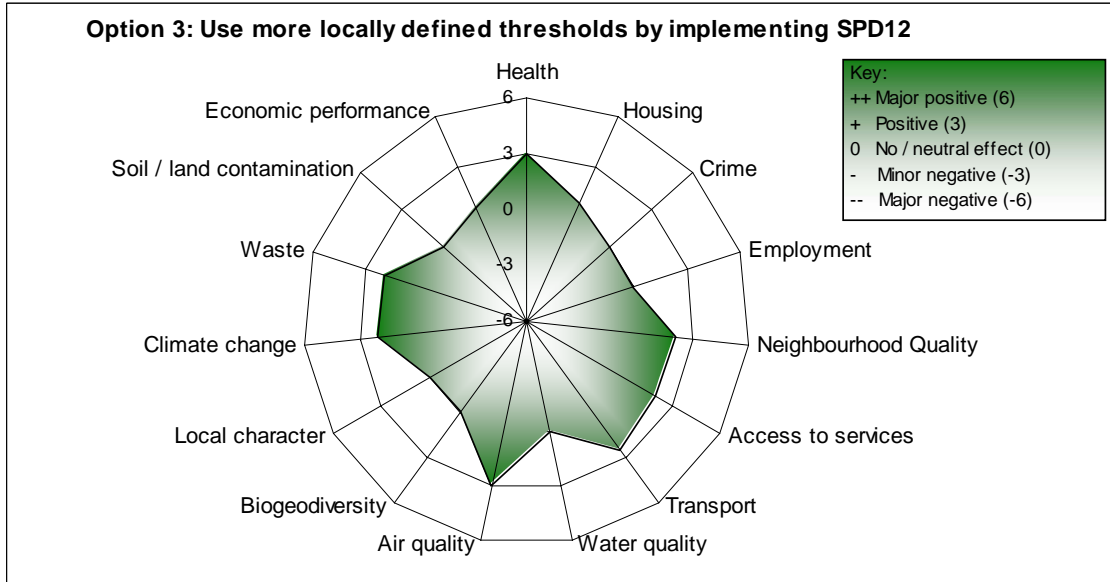 Option 3: Use more locally defined thresholds by implementing SPD12
Key:
++ Major positive (6)
+ Positive (3)
0 No / neutral effect (0)
- Minor negative (-3)
-- Major negative (-6)
Health
Housing
Crime
Employment
Neighbourhood Quality
Access to services
Transport
Water quality
Air quality
Biogeodiversity
Local character
Climate change
Waste
Soil / land contamination
Economic performance
6
3
0
-3
-6